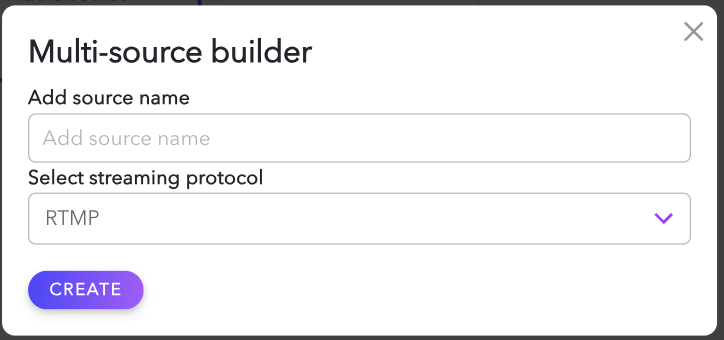 Multi-source builder
Add source name
Add source name
Select streaming protocol
RTMP
CREATE